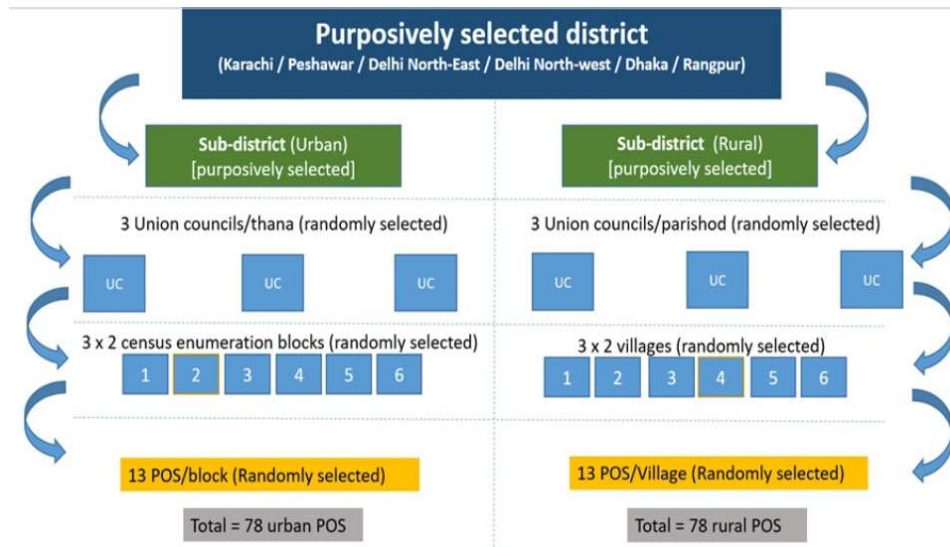 Purposively selected district
(Karachi / Peshawar / Delhi North-East / Delhi North-west / Dhaka / Rangpur)
Sub-district (Urban)
[purposively selected]
Sub-district (Rural)
[purposively selected]
3 Union councils/thana (randomly selected)
3 Union councils/parishod (randomly selected)
UC UC UC
UC UC UC
3 x 2 census enumeration blocks (randomly selected)
3 x 2 villages (randomly selected)
1 2 3 4 5 6
1 2 3 4 5 6
13 POS/block (Randomly selected)
13 POS/Village (Randomly selected)
Total = 78 urban POS
Total = 78 rural POS